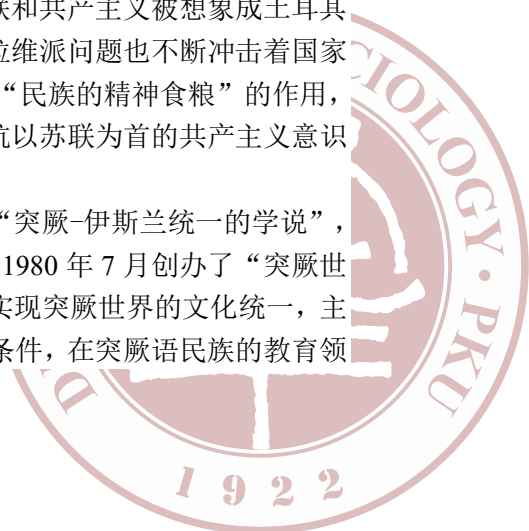 族和共产主义被想象成土耳其
拉维派问题也不断冲击着国家
“民族的精神食粮”的作用，
抗以苏联为首的共产主义意识
“突厥-伊斯兰统一的学说”，
1980 年 7 月创办了“突厥世
实现突厥世界的文化统一，主
条件，在突厥语民族的教育领
CIOLOGY · PKU
D
1922